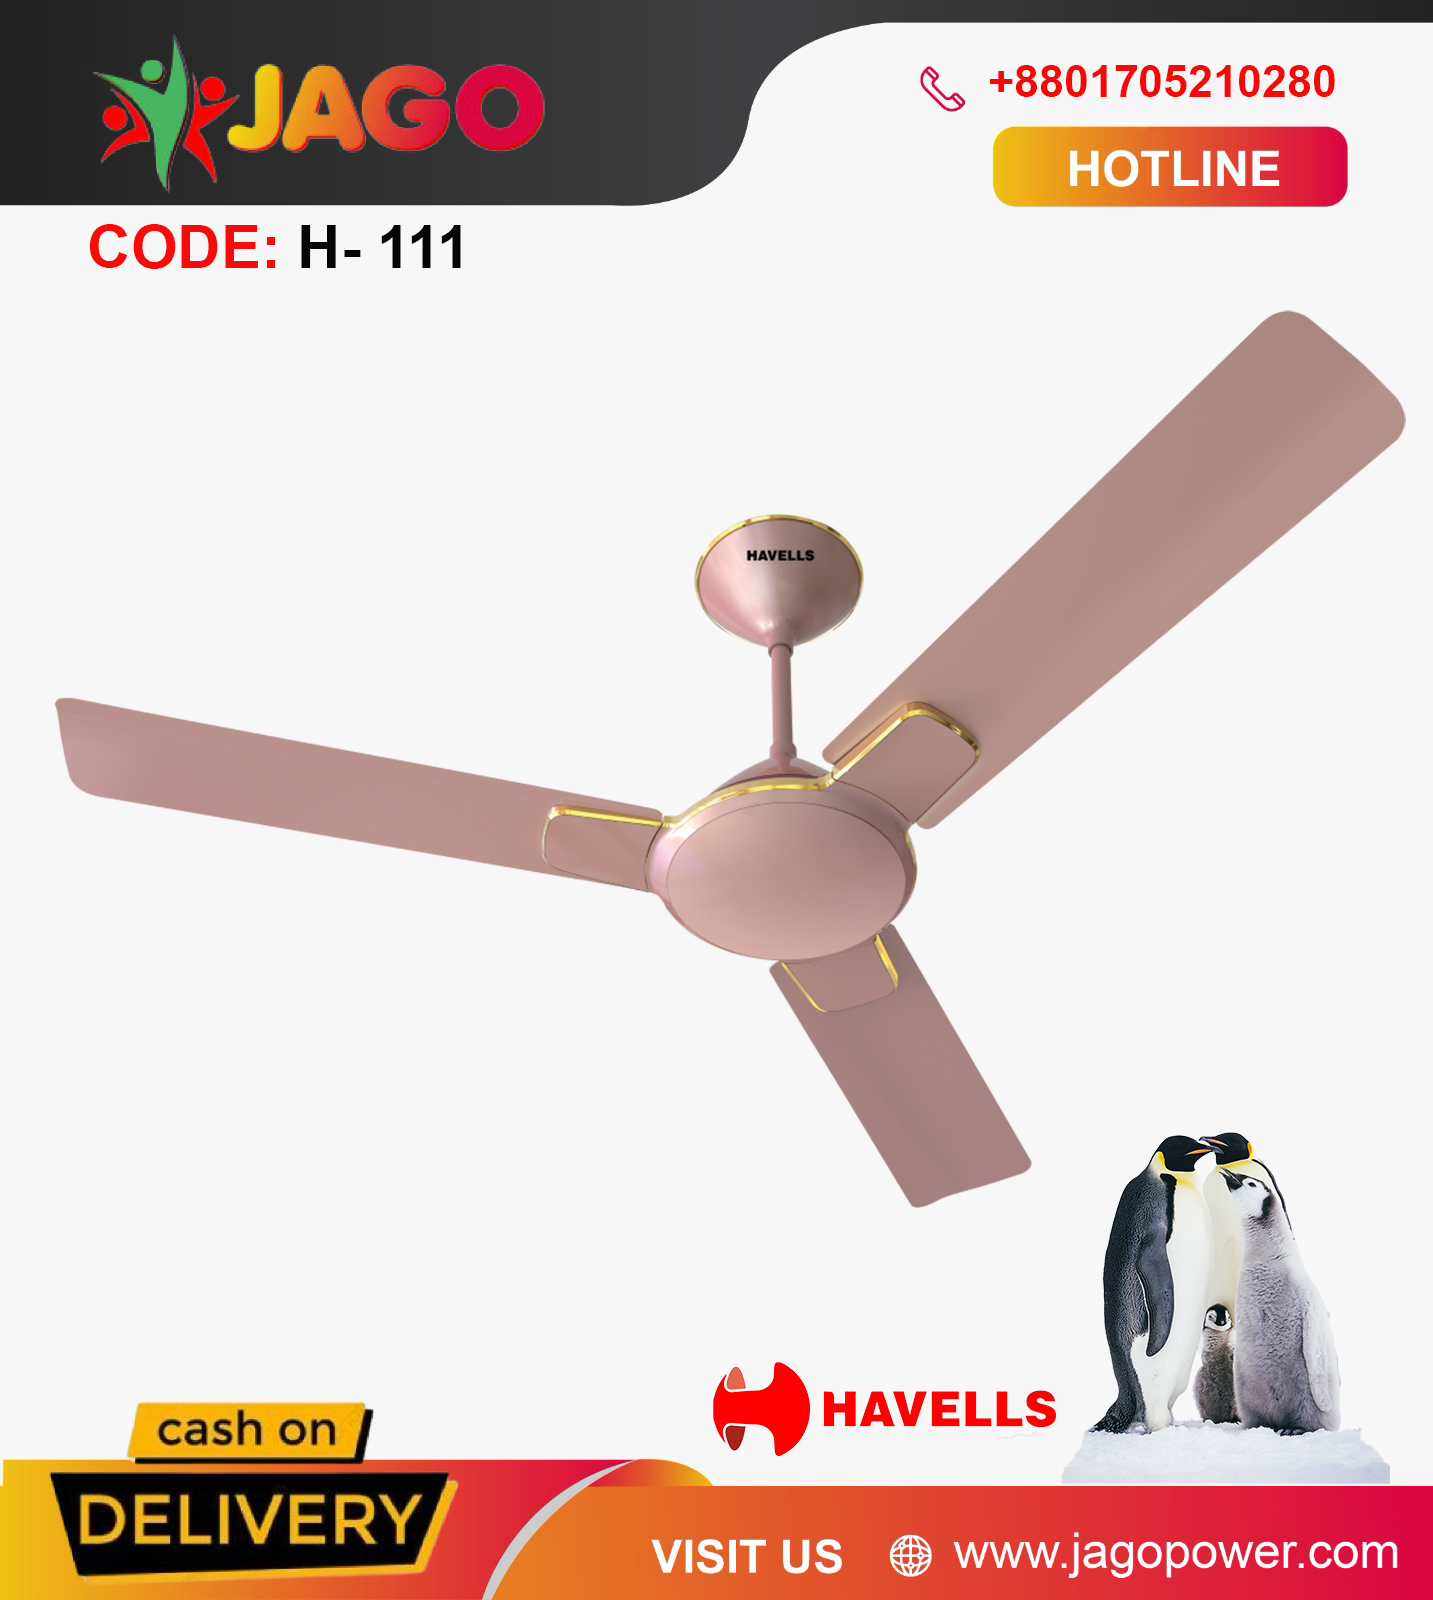 JAGO
+8801705210280
HOTLINE
CODE: H- 111
HAVELLS
HAVELLS
cash on
DELIVERY
VISIT US www.jagopower.com